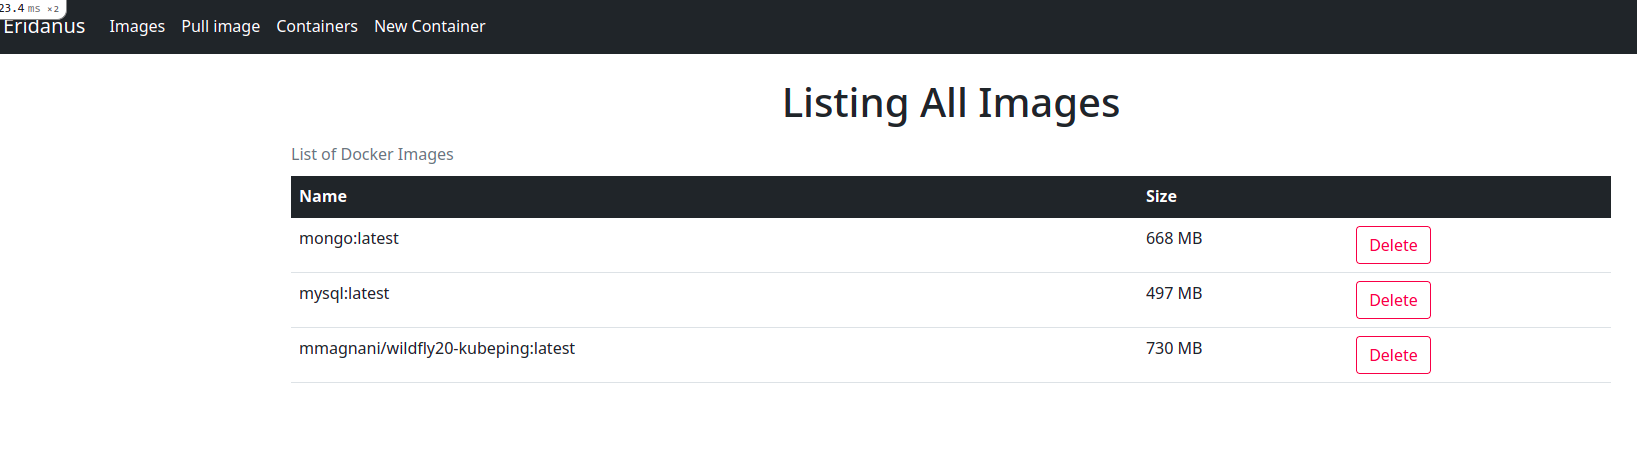 23.4 ms ×2
Eridanus Images Pull image Containers New Container
Listing All Images
List of Docker Images
Name Size
mongo:latest 668 MB Delete
mysql:latest 497 MB Delete
mmagnani/wildfly20-kubeping:latest 730 MB Delete